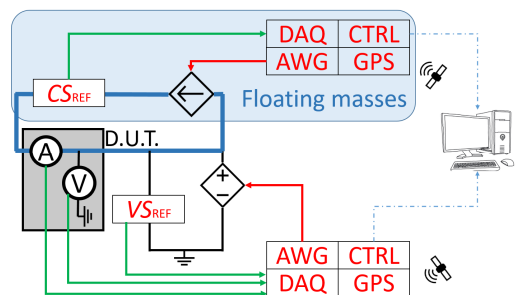 DAQ CTRL
AWG GPS
CSREF
Floating masses
D.U.T.
A
V
+
−
VSREF
AWG CTRL
DAQ GPS